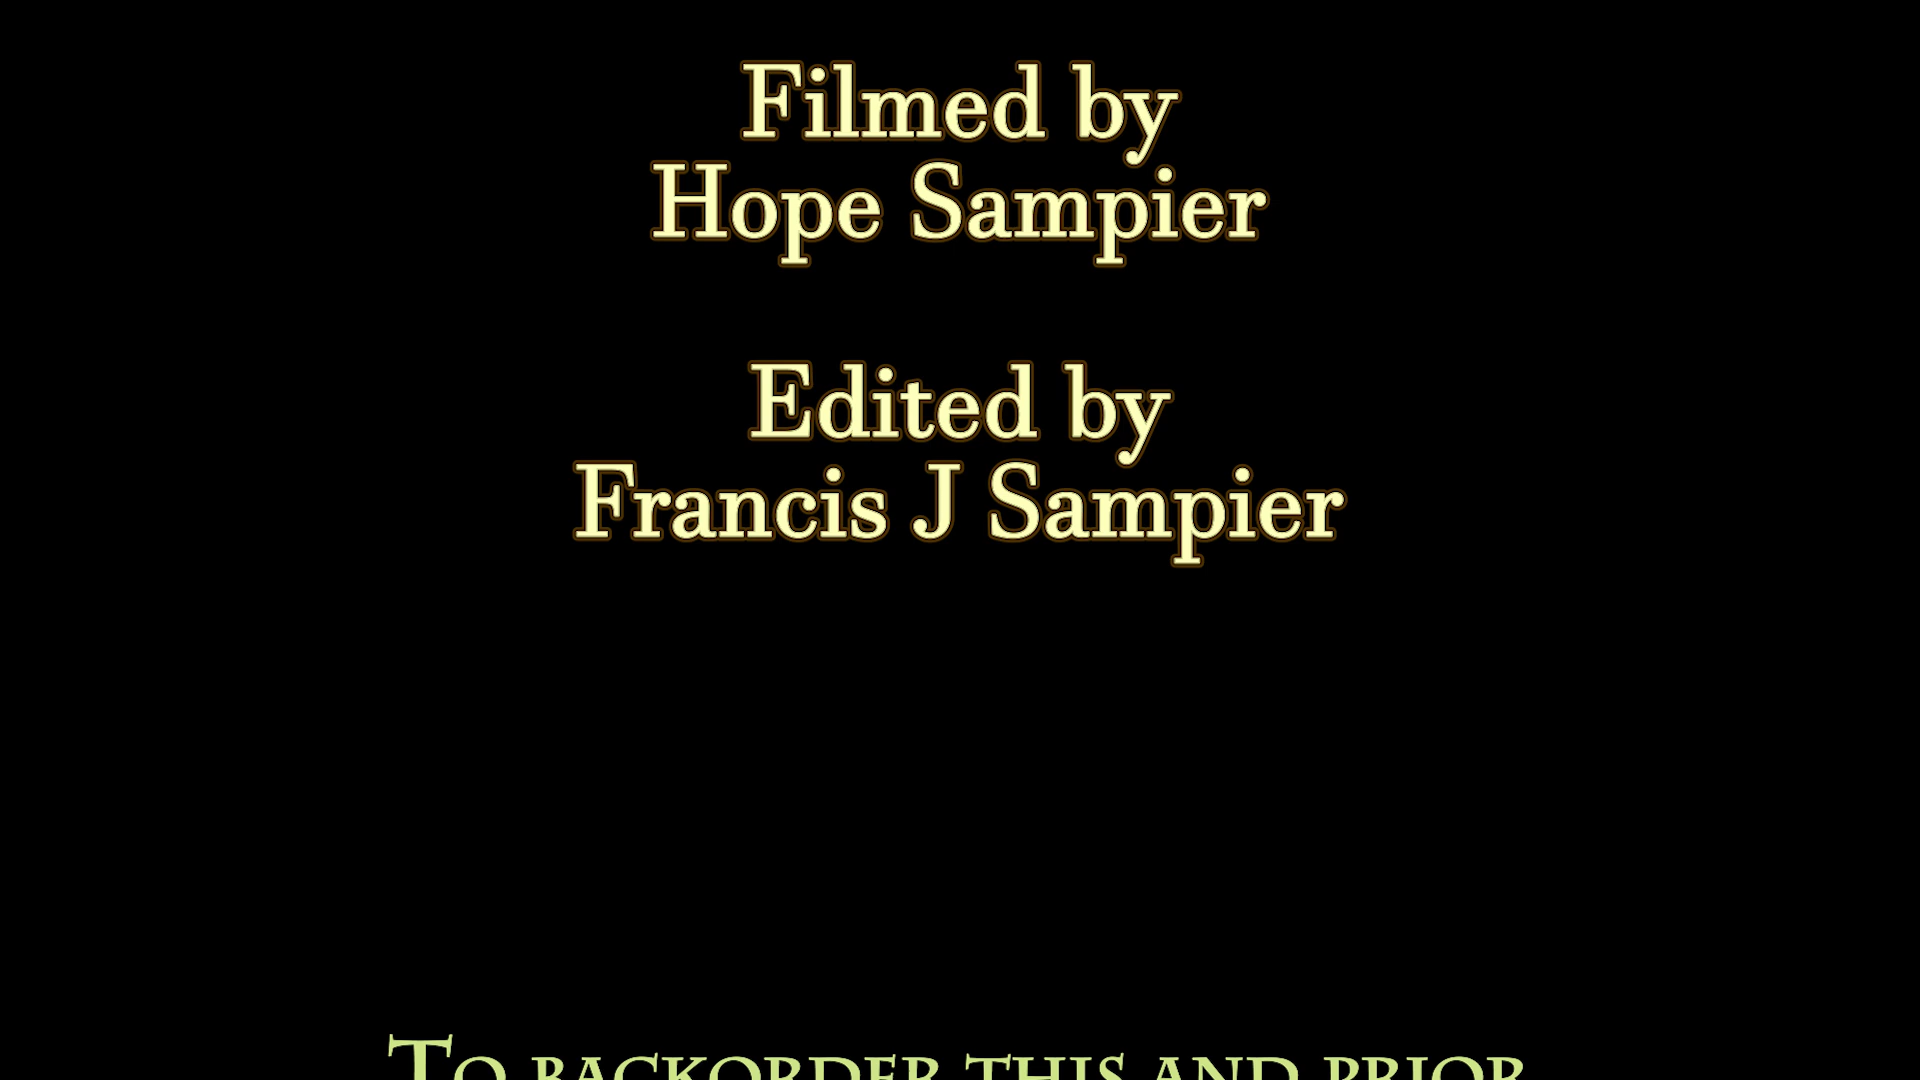 Filmed by
Hope Sampier
Edited by
Francis J Sampier
To backorder this and prior